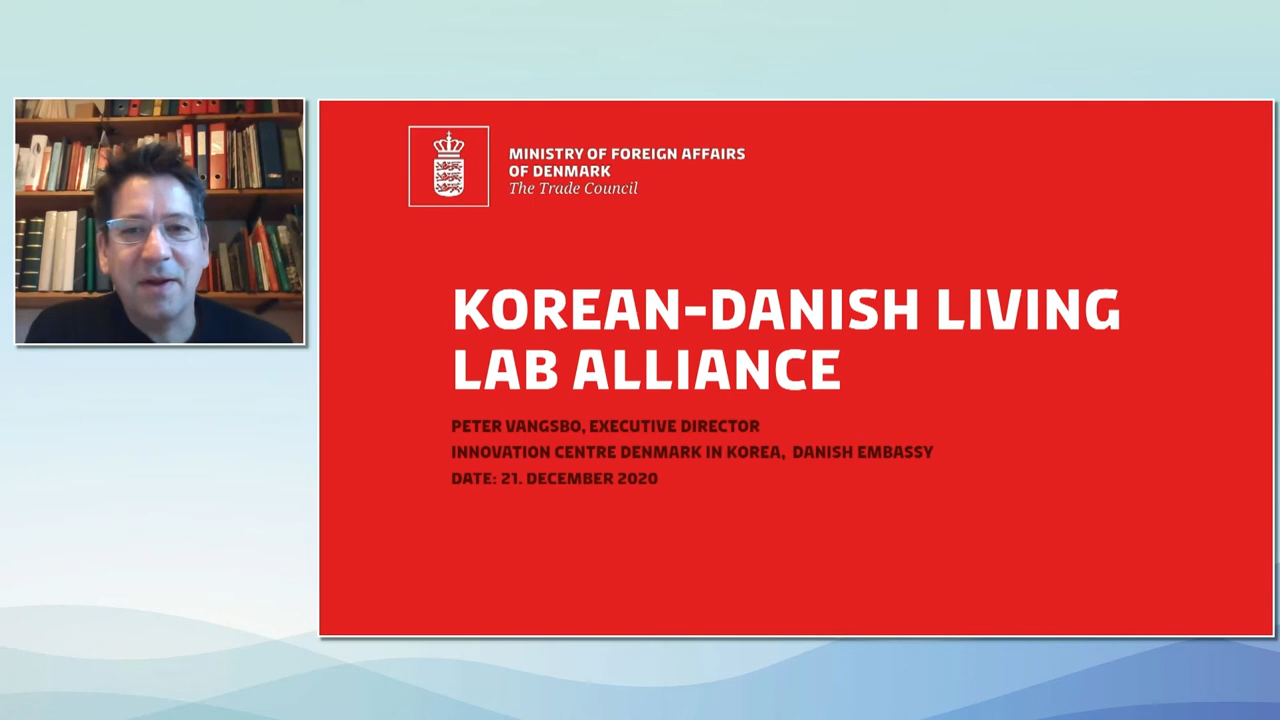 MINISTRY OF FOREIGN AFFAIRS
OF DENMARK
The Trade Council
KOREAN-DANISH LIVING
LAB ALLIANCE
PETER VANGSBO, EXECUTIVE DIRECTOR
INNOVATION CENTRE DENMARK IN KOREA, DANISH EMBASSY
DATE: 21. DECEMBER 2020